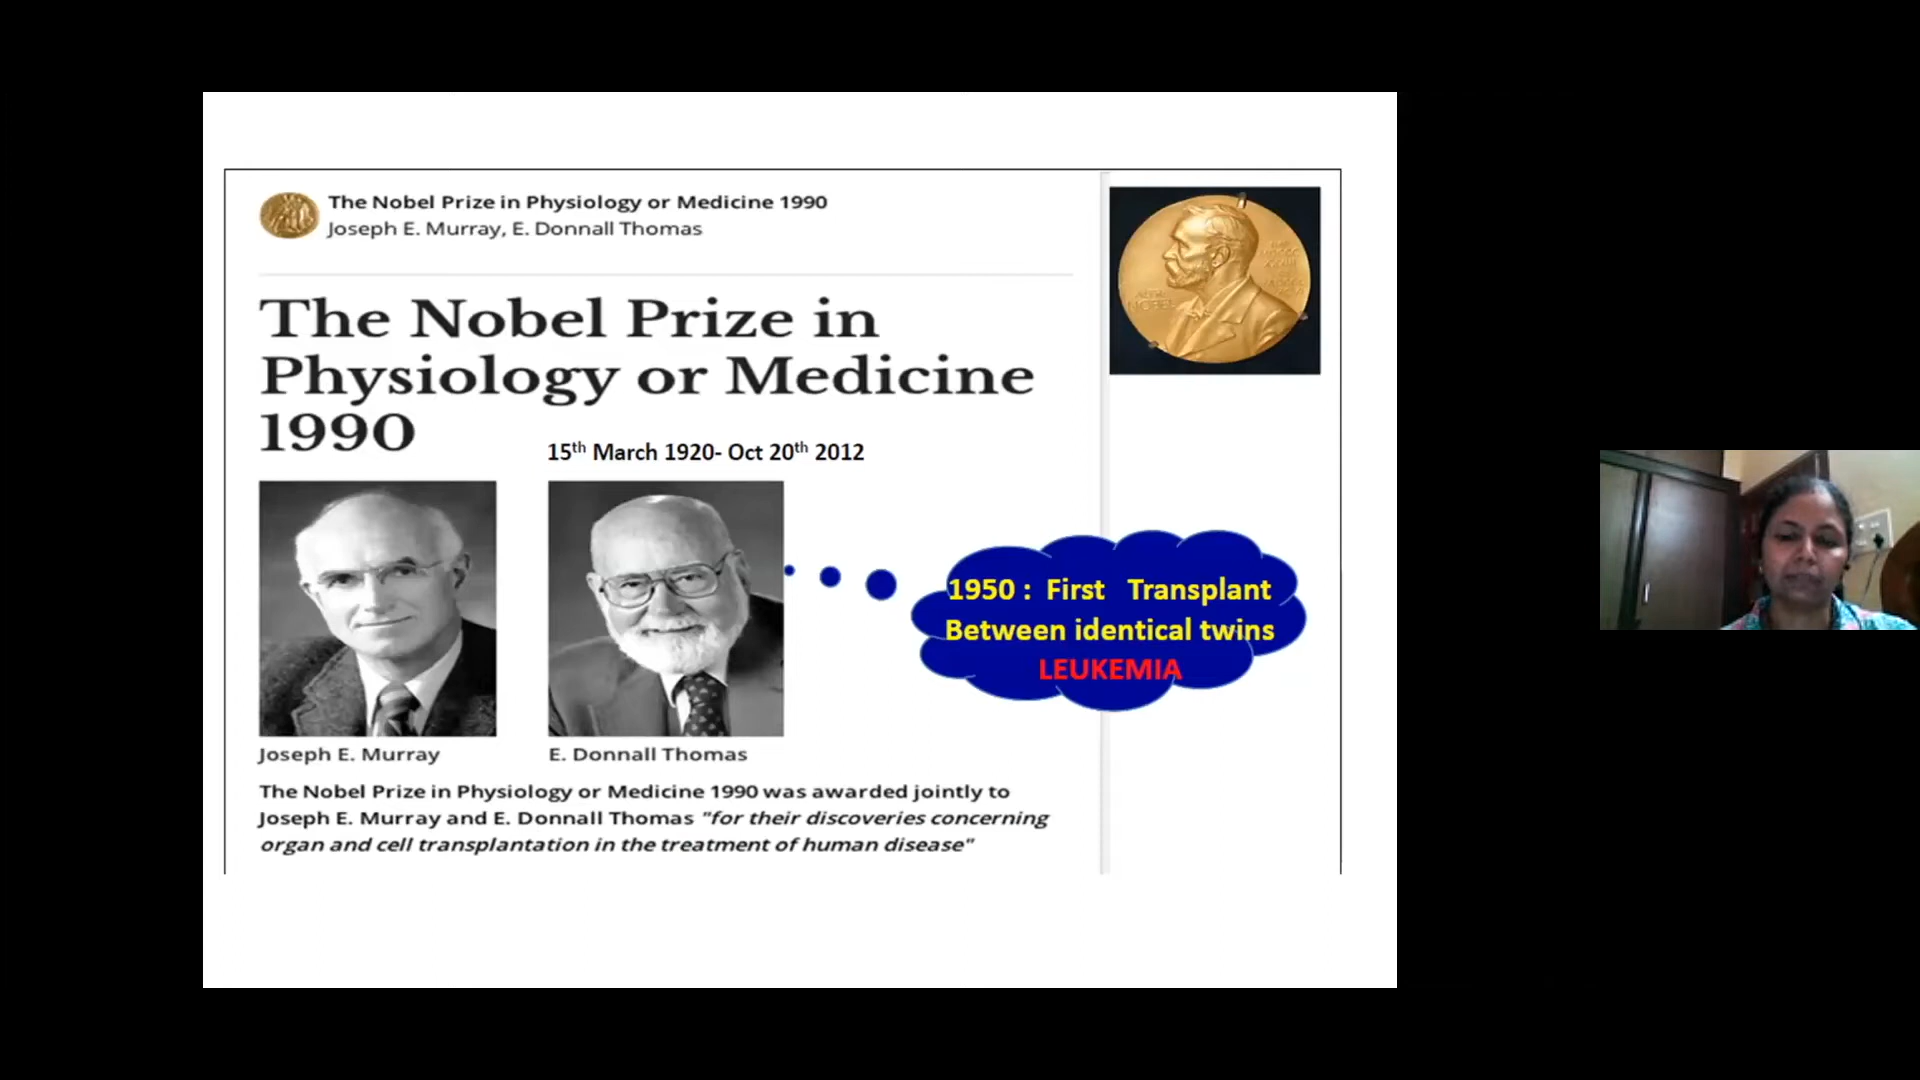 The Nobel Prize in Physiology or Medicine 1990
Joseph E. Murray, E. Donnall Thomas
The Nobel Prize in
Physiology or Medicine
1990
15th March 1920- Oct 20th 2012
1950 : First Transplant
Between identical twins
LEUKEMIA
Joseph E. Murray
E. Donnall Thomas
The Nobel Prize in Physiology or Medicine 1990 was awarded jointly to
Joseph E. Murray and E. Donnall Thomas "for their discoveries concerning
organ and cell transplantation in the treatment of human disease"